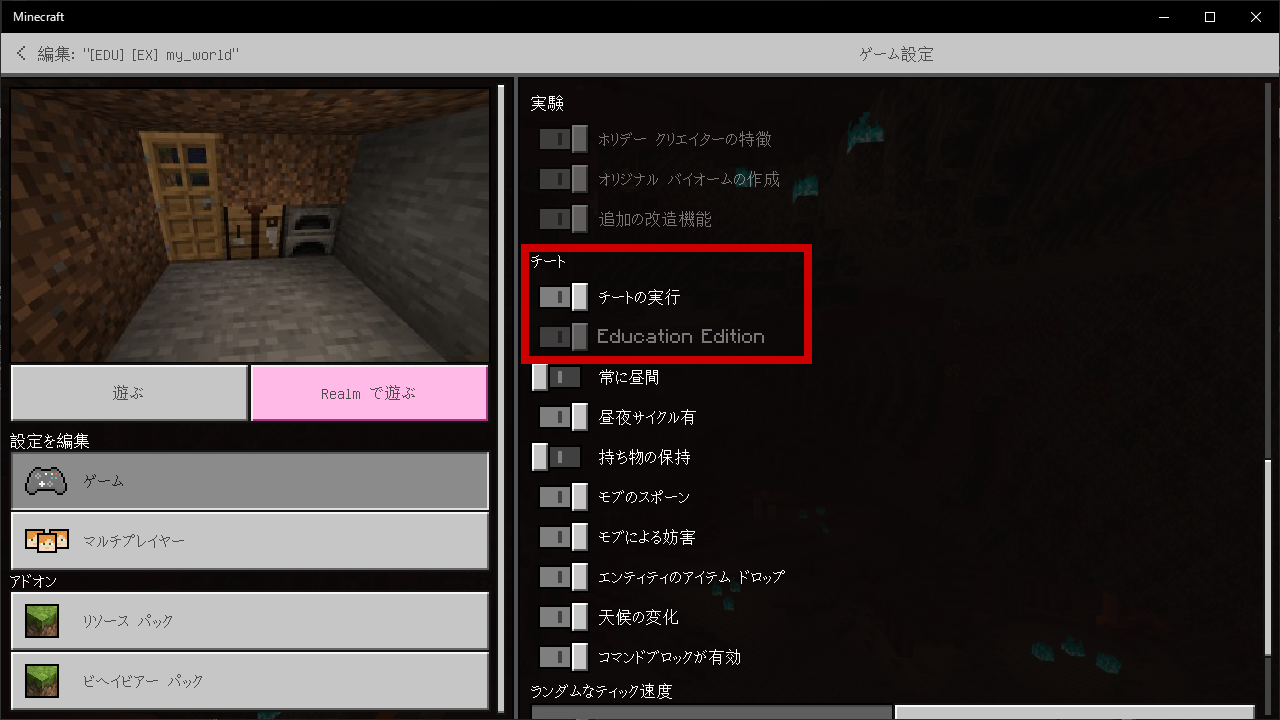 Minecraft
編集: "[EDU] [EX] my_world"
ゲーム設定
遊ぶ
Realm で遊ぶ
設定を編集
ゲーム
マルチプレイヤー
アドオン
リソース パック
ビヘイビアー パック
実験
ホリデー クリエイターの特徴
オリジナル バイオームの作成
追加の改造機能
チート
チートの実行
Education Edition
常に昼間
昼夜サイクル有
持ち物の保持
モブのスポーン
モブによる妨害
エンティティのアイテム ドロップ
天候の変化
コマンドブロックが有効
ランダムなティック速度